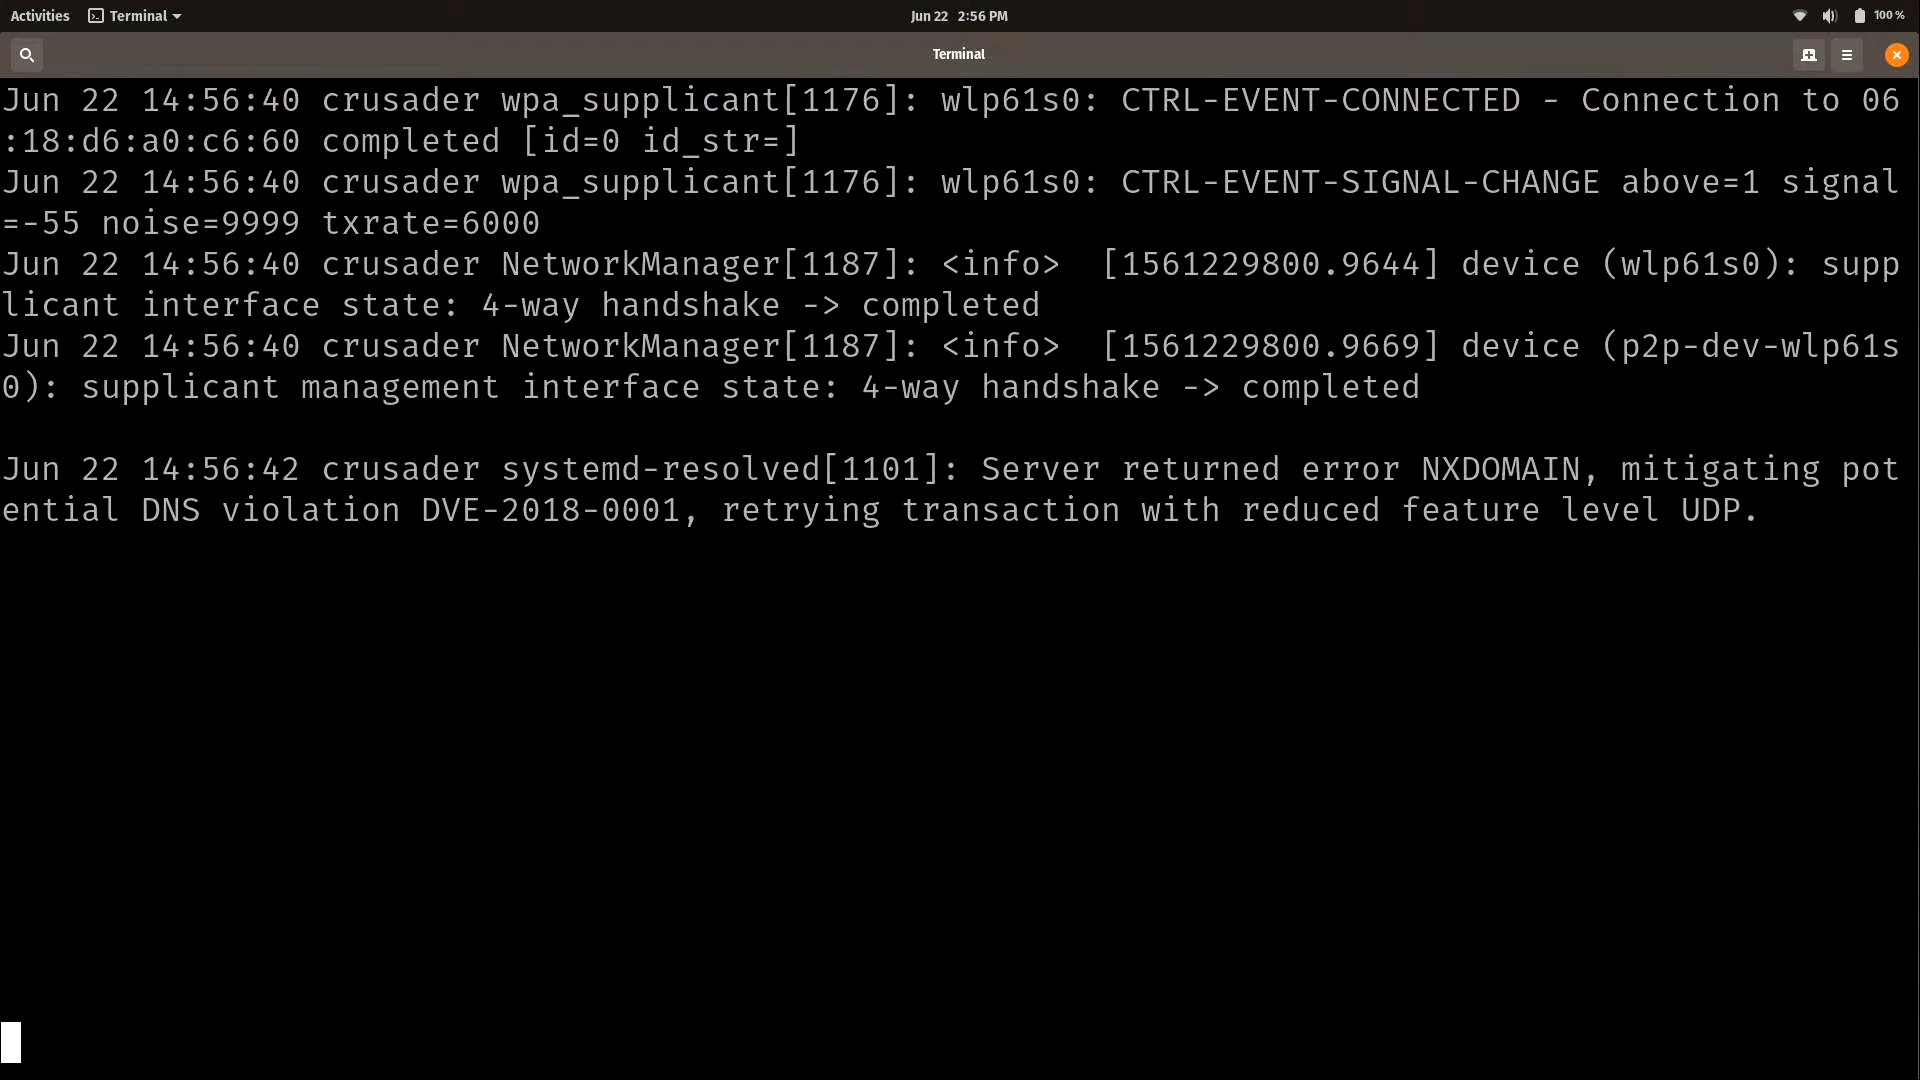 Activities Terminal Jun 22 2:56 PM 100 %
Terminal
Jun 22 14:56:40 crusader wpa_supplicant[1176]: wlp61s0: CTRL-EVENT-CONNECTED - Connection to 06
:18:d6:a0:c6:60 completed [id=0 id_str=]
Jun 22 14:56:40 crusader wpa_supplicant[1176]: wlp61s0: CTRL-EVENT-SIGNAL-CHANGE above=1 signal
=-55 noise=9999 txrate=6000
Jun 22 14:56:40 crusader NetworkManager[1187]: <info>  [1561229800.9644] device (wlp61s0): supp
licant interface state: 4-way handshake -> completed
Jun 22 14:56:40 crusader NetworkManager[1187]: <info>  [1561229800.9669] device (p2p-dev-wlp61s
0): supplicant management interface state: 4-way handshake -> completed
Jun 22 14:56:42 crusader systemd-resolved[1101]: Server returned error NXDOMAIN, mitigating pot
ential DNS violation DVE-2018-0001, retrying transaction with reduced feature level UDP.